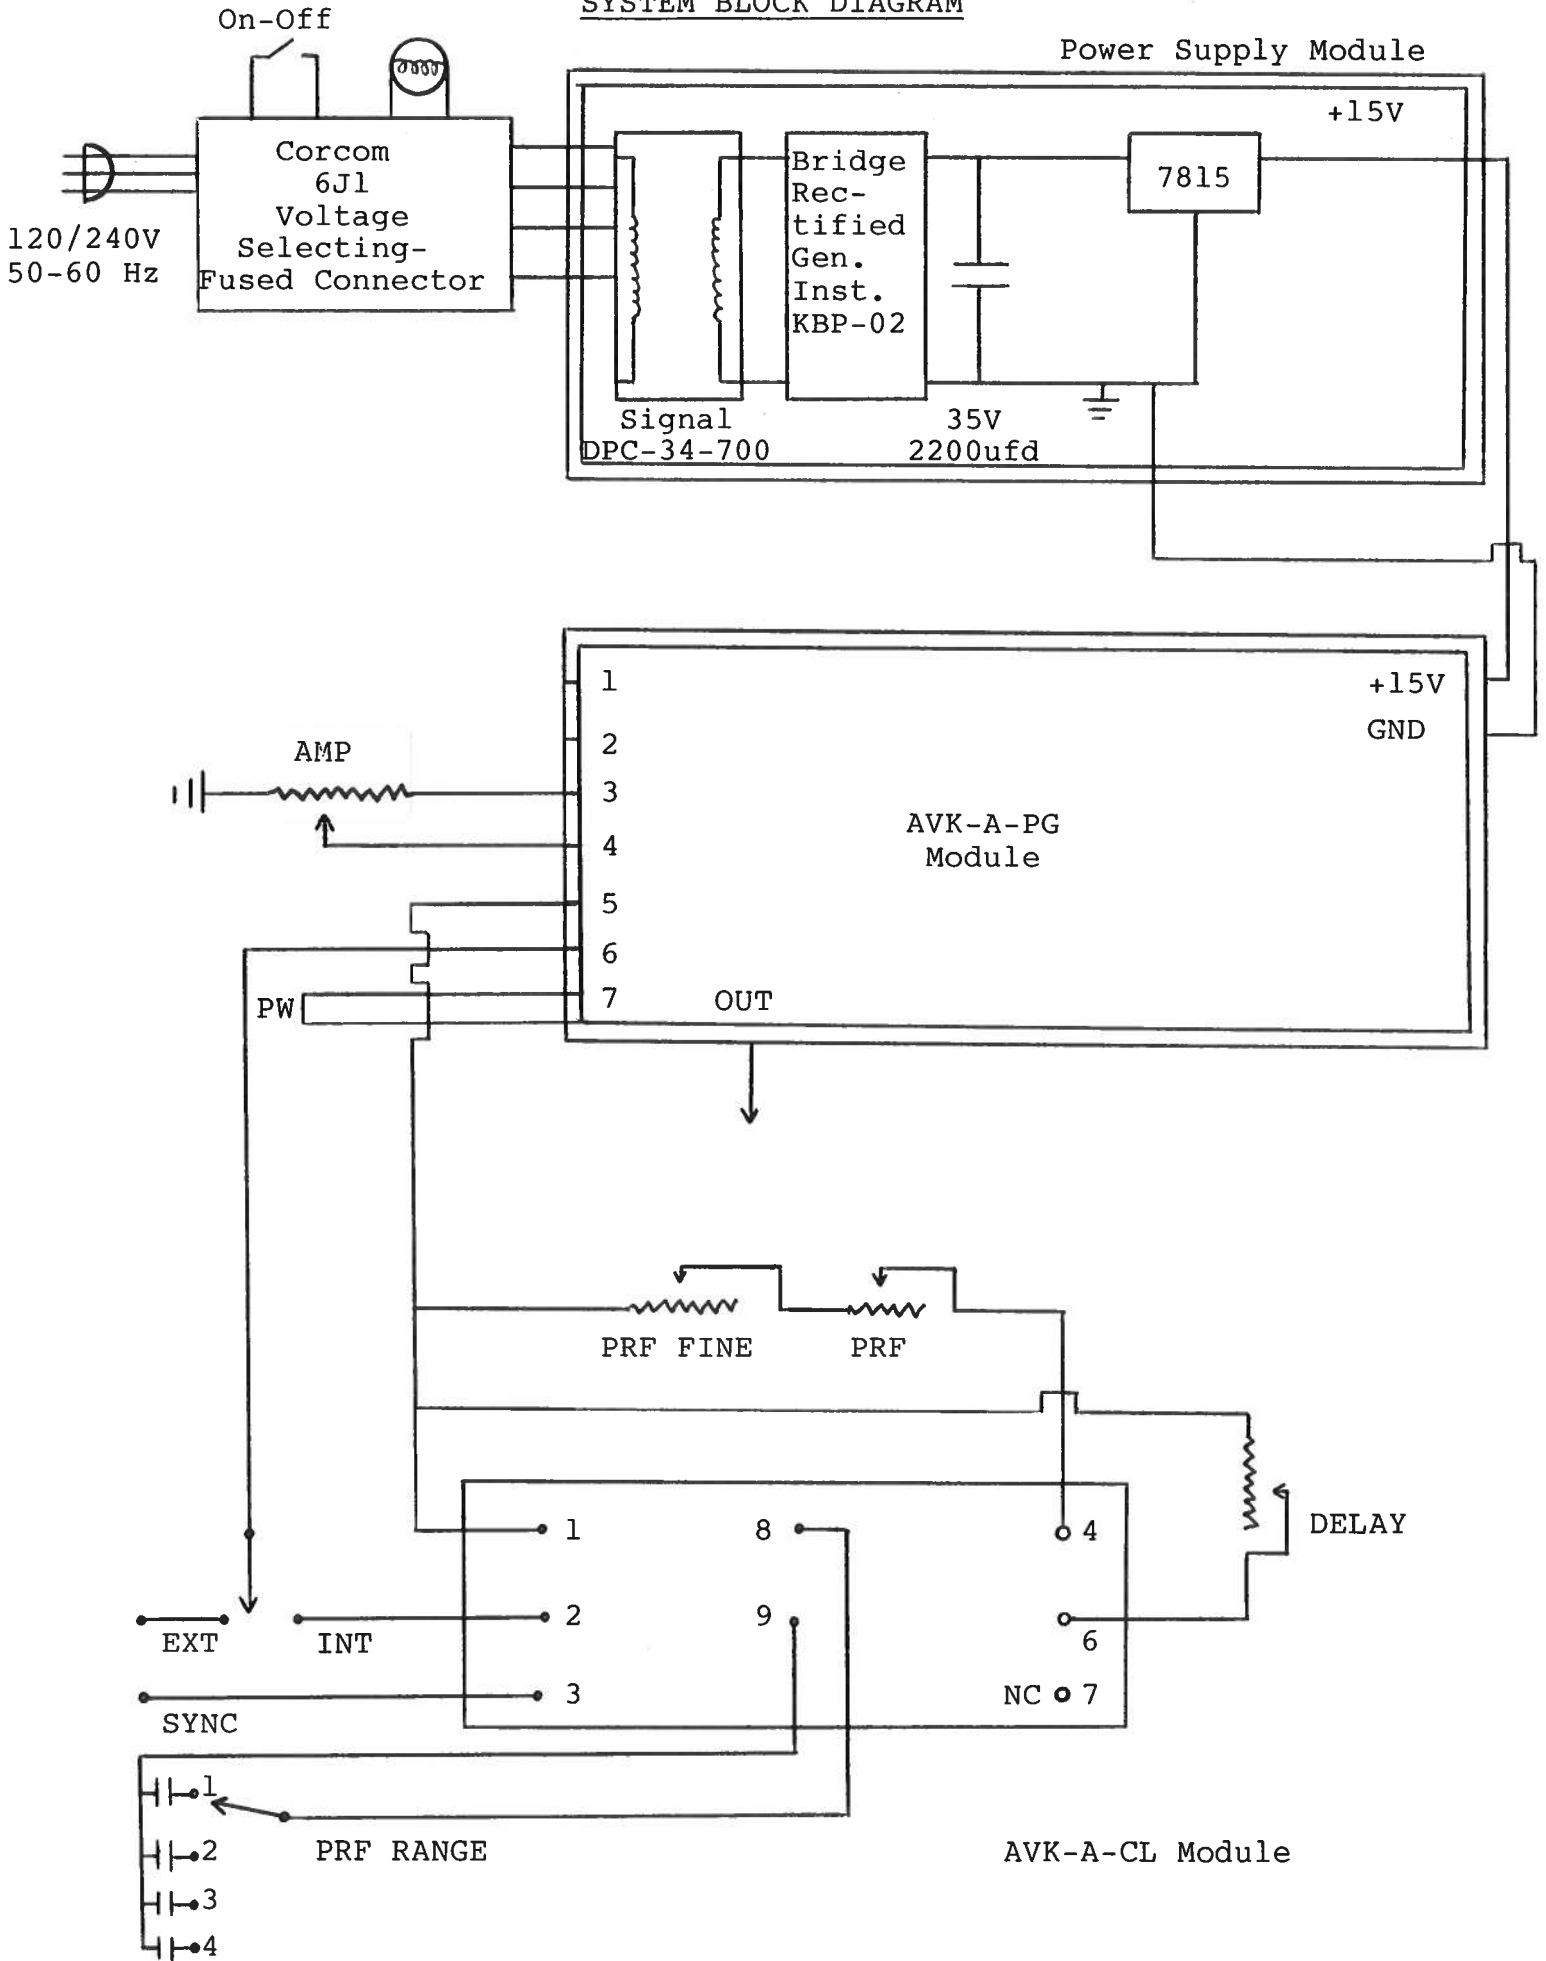 SYSTEM BLOCK DIAGRAM
On-Off
Power Supply Module
+15V
Corcom
6J1
Voltage
Selecting-
Fused Connector
120/240V
50-60 Hz
Bridge
Rec-
tified
Gen.
Inst.
KBP-02
7815
Signal
DPC-34-700
35V
2200ufd
1
2
3
4
5
6
7
+15V
GND
AMP
AVK-A-PG
Module
PW
OUT
PRF FINE
PRF
DELAY
1
8
4
2
9
6
3
NC
7
EXT
INT
SYNC
1
2
3
4
PRF RANGE
AVK-A-CL Module